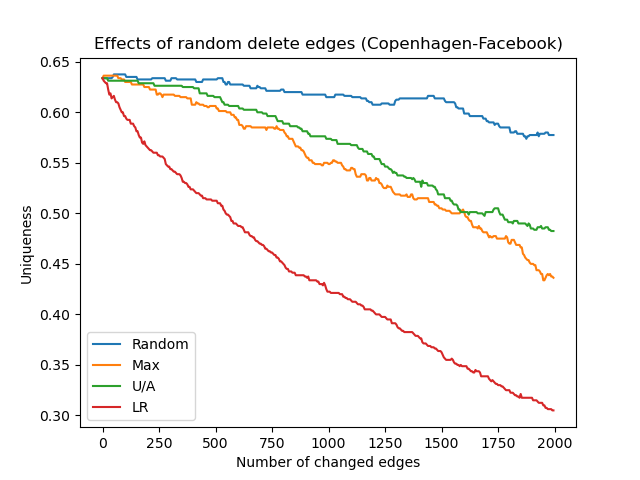 Effects of random delete edges (Copenhagen-Facebook)
0.65
0.60
0.55
0.50
0.45
0.40
0.35
0.30
Uniqueness
Random
Max
U/A
LR
0 250 500 750 1000 1250 1500 1750 2000
Number of changed edges